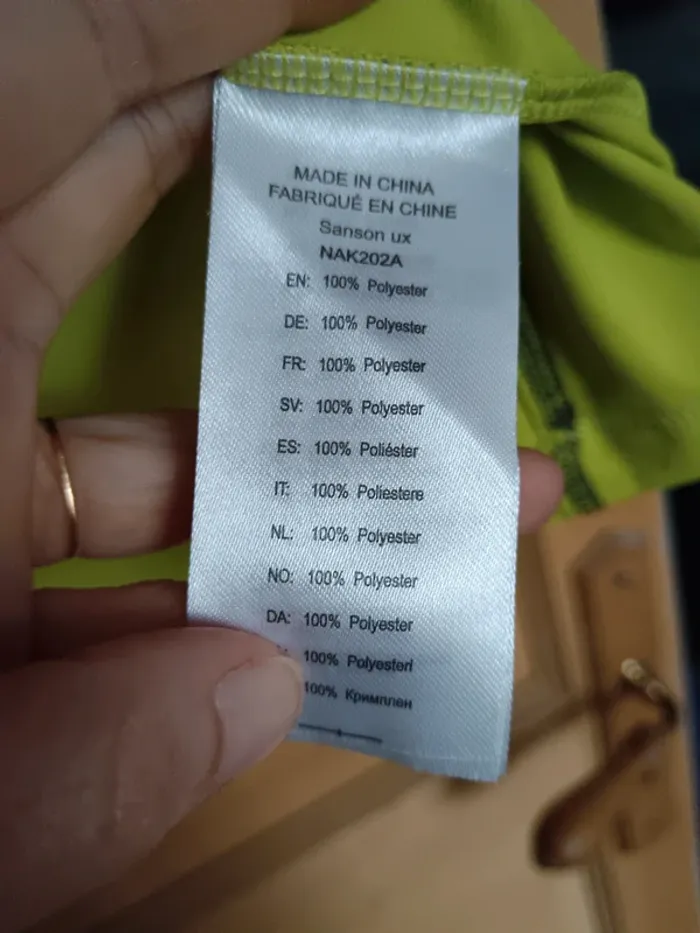 MADE IN CHINA
FABRIQUÉ EN CHINE
Sanson ux
NAK202A
EN: 100% Polyester
DE: 100% Polyester
FR: 100% Polyester
SV: 100% Polyester
ES: 100% Poliéster
IT: 100% Poliestere
NL: 100% Polyester
NO: 100% Polyester
DA: 100% Polyester
100% Polyesteri
100% Кримплен